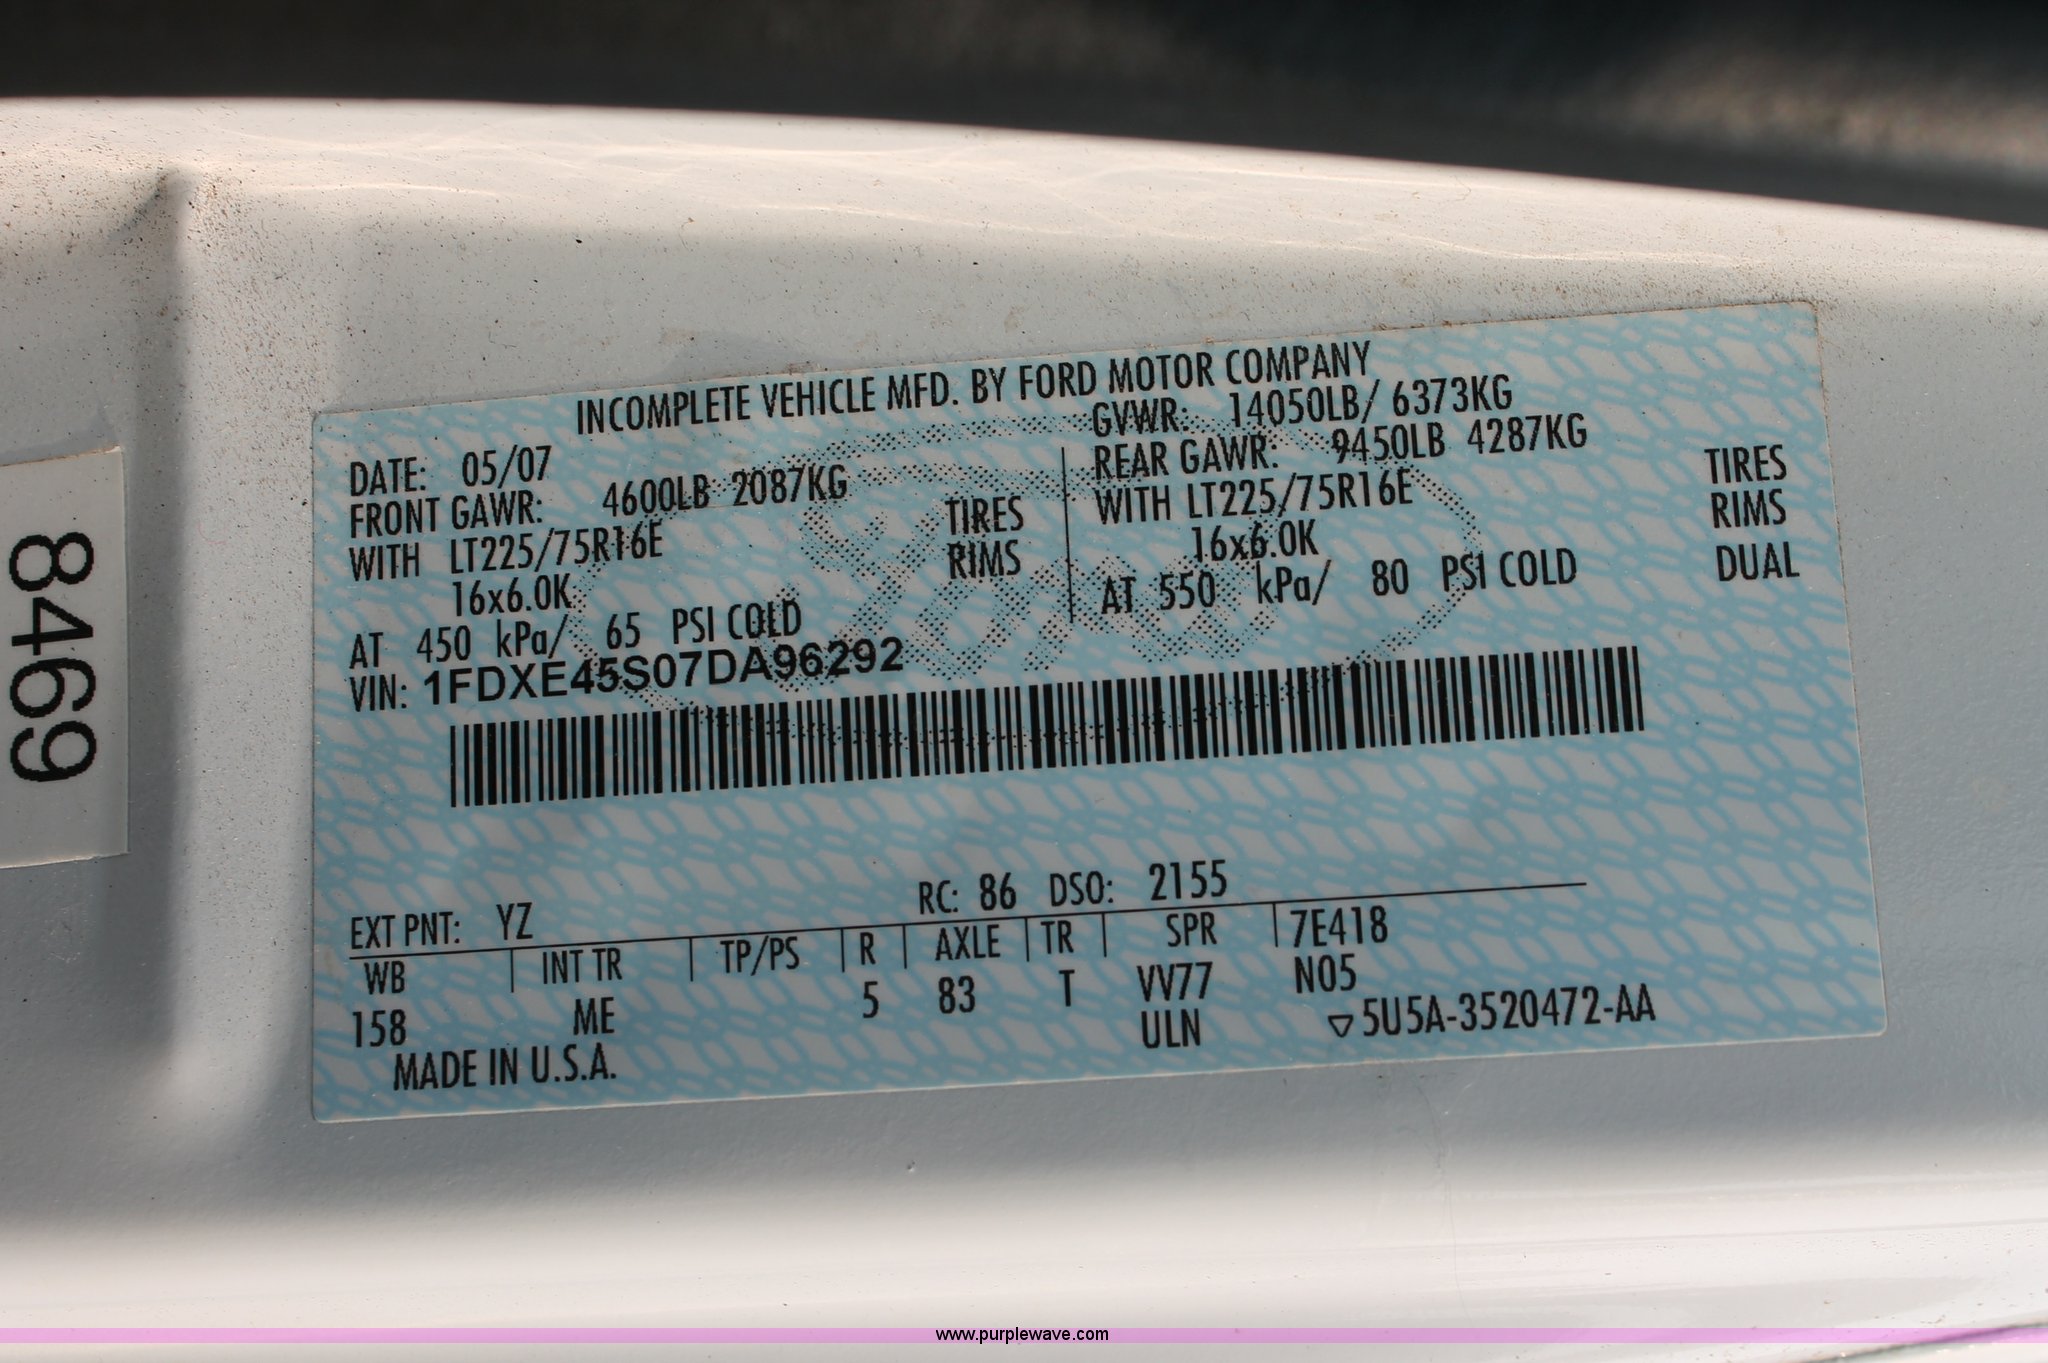 INCOMPLETE VEHICLE MFD. BY FORD MOTOR COMPANY
DATE: 05/07 GVWR: 14050LB/ 6373KG
FRONT GAWR: 4600LB 2087KG REAR GAWR: 9450LB 4287KG
WITH LT225/75R16E TIRES WITH LT225/75R16E TIRES
16x6.0K RIMS 16x6.0K RIMS
AT 450 kPa/ 65 PSI COLD AT 550 kPa/ 80 PSI COLD DUAL
VIN: 1FDXE45S07DA96292
EXT PNT: YZ RC: 86 DSO: 2155
WB INT TR TP/PS R AXLE TR SPR 7E418
158 ME 5 83 T VV77 N05
ULN ▽5U5A-3520472-AA
MADE IN U.S.A.
8469
www.purplewave.com